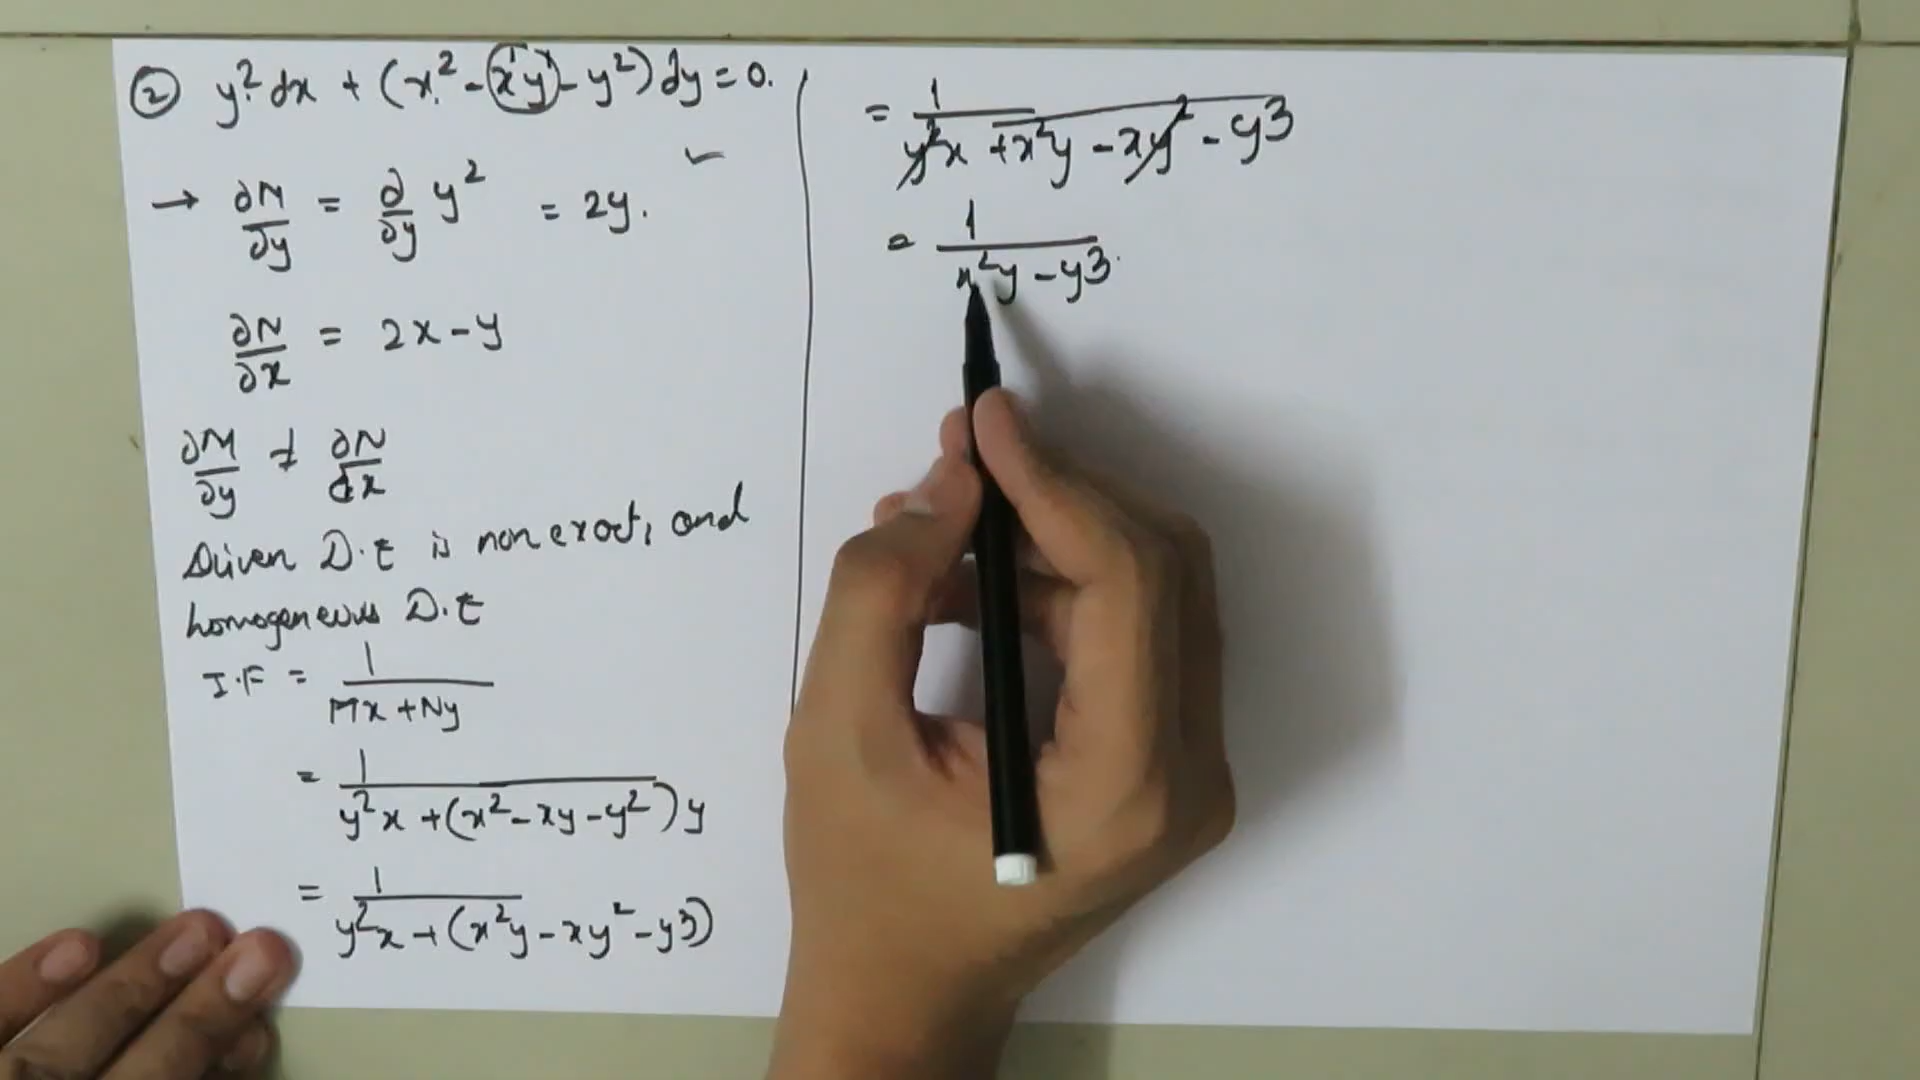 ② y² dx + (x² - x¹y¹ - y²) dy = 0.
→ ∂M/∂y = ∂/∂y y² = 2y.
∂N/∂x = 2x - y
∂M/∂y ≠ ∂N/∂x
Given D.E is non exact, and
homogeneous D.E
I.F = 1/(Mx + Ny)
= 1/(y²x + (x² - xy - y²)y
= 1/(y²x + (x²y - xy² - y3))
= 1/(y²x + x²y - xy² - y3)
= 1/(x²y - y3).